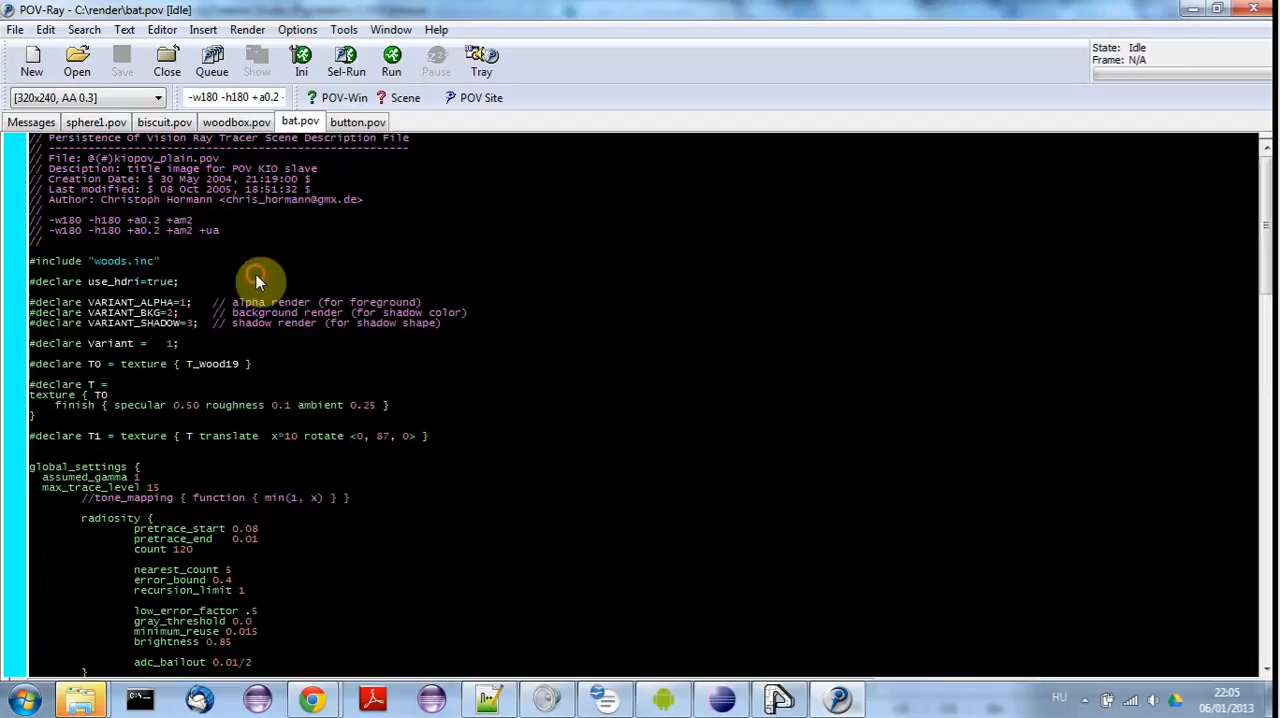 POV-Ray - C:\render\bat.pov [Idle]
File Edit Search Text Editor Insert Render Options Tools Window Help
New Open Save Close Queue Show Ini Sel-Run Run Pause Tray
State: Idle
Frame: N/A
[320x240, AA 0.3] -w180 -h180 +a0.2 - POV-Win Scene POV Site
Messages sphere1.pov biscuit.pov woodbox.pov bat.pov button.pov
// Persistence Of Vision Ray Tracer Scene Description File
// --------------------------------------------------------
// File: @(#)kiopov_plain.pov
// Desciption: title image for POV KIO slave
// Creation Date: $ 30 May 2004, 21:19:00 $
// Last modified: $ 08 Oct 2005, 18:51:32 $
// Author: Christoph Hormann <chris_hormann@gmx.de>
//
// -w180 -h180 +a0.2 +am2
// -w180 -h180 +a0.2 +am2 +ua
//
#include "woods.inc"
#declare use_hdri=true;
#declare VARIANT_ALPHA=1; // alpha render (for foreground)
#declare VARIANT_BKG=2; // background render (for shadow color)
#declare VARIANT_SHADOW=3; // shadow render (for shadow shape)
#declare Variant = 1;
#declare T0 = texture { T_Wood19 }
#declare T =
texture { T0
finish { specular 0.50 roughness 0.1 ambient 0.25 }
}
#declare T1 = texture { T translate x*10 rotate <0, 87, 0> }
global_settings {
assumed_gamma 1
max_trace_level 15
//tone_mapping { function { min(1, x) } }
radiosity {
pretrace_start 0.08
pretrace_end 0.01
count 120
nearest_count 5
error_bound 0.4
recursion_limit 1
low_error_factor .5
gray_threshold 0.0
minimum_reuse 0.015
brightness 0.85
adc_bailout 0.01/2
}
HU 22:05
06/01/2013